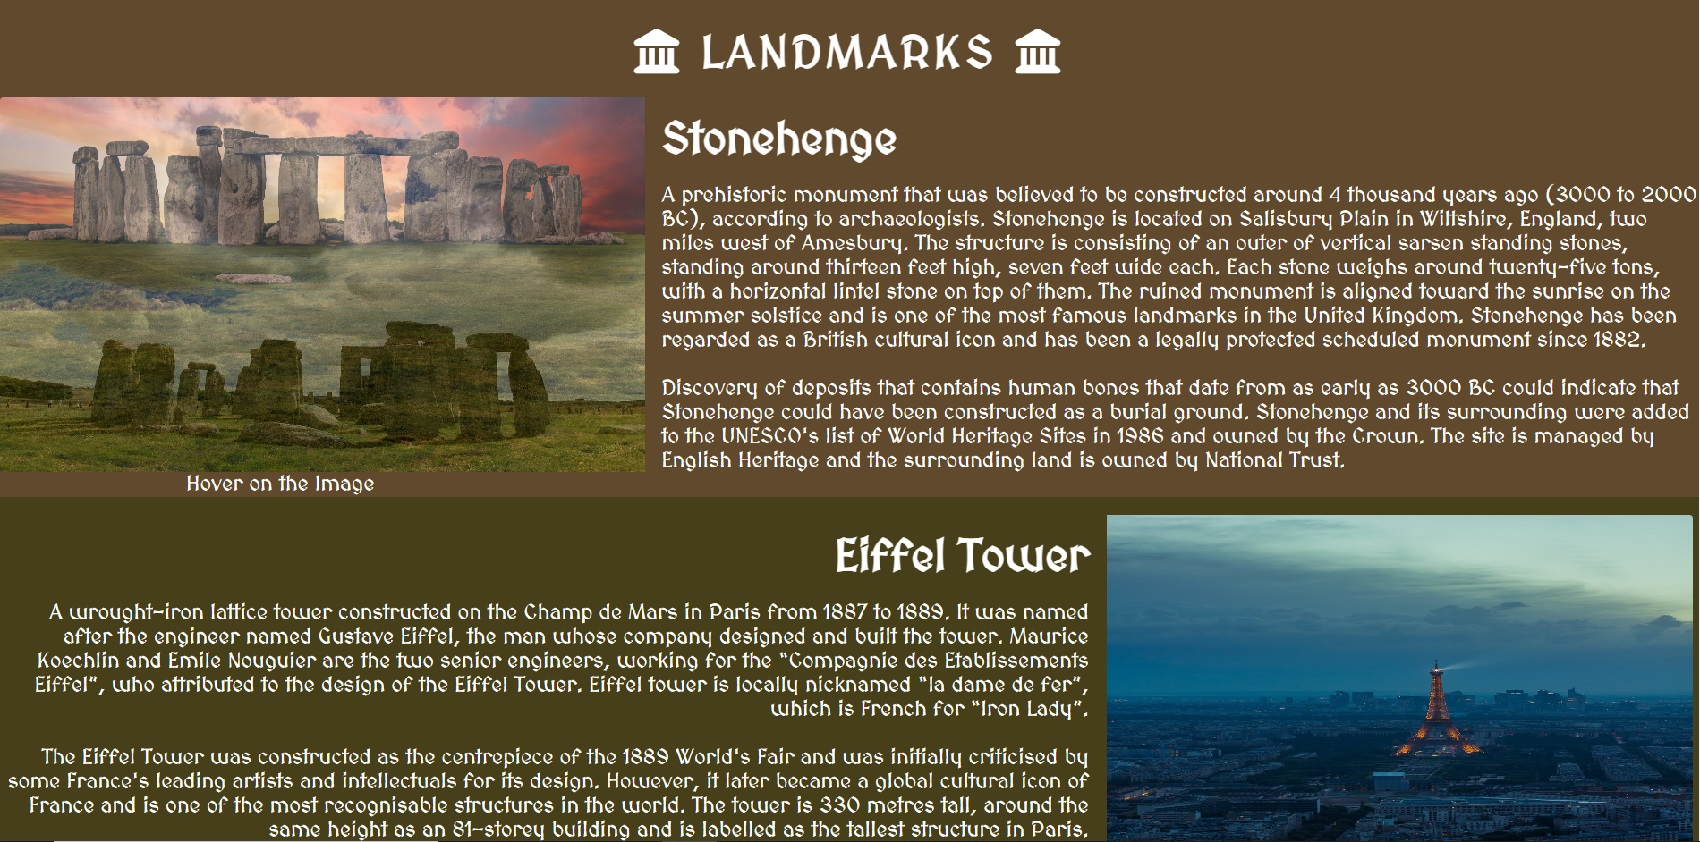 LANDMARKS
Stonehenge
A prehistoric monument that was believed to be constructed around 4 thousand years ago (3000 to 2000
BC), according to archaeologists. Stonehenge is located on Salisbury Plain in Wiltshire, England, two
miles west of Amesbury. The structure is consisting of an outer of vertical sarsen standing stones,
standing around thirteen feet high, seven feet wide each. Each stone weighs around twenty-five tons,
with a horizontal lintel stone on top of them. The ruined monument is aligned toward the sunrise on the
summer solstice and is one of the most famous landmarks in the United Kingdom. Stonehenge has been
regarded as a British cultural icon and has been a legally protected scheduled monument since 1882.
Discovery of deposits that contains human bones that date from as early as 3000 BC could indicate that
Stonehenge could have been constructed as a burial ground. Stonehenge and its surrounding were added
to the UNESCO's list of World Heritage Sites in 1986 and owned by the Crown. The site is managed by
English Heritage and the surrounding land is owned by National Trust.
Hover on the Image
Eiffel Tower
A wrought-iron lattice tower constructed on the Champ de Mars in Paris from 1887 to 1889. It was named
after the engineer named Gustave Eiffel, the man whose company designed and built the tower. Maurice
Koechlin and Emile Nouguier are the two senior engineers, working for the "Compagnie des Etablissements
Eiffel", who attributed to the design of the Eiffel Tower. Eiffel tower is locally nicknamed "la dame de fer",
which is French for "Iron Lady".
The Eiffel Tower was constructed as the centrepiece of the 1889 World's Fair and was initially criticised by
some France's leading artists and intellectuals for its design. However, it later became a global cultural icon of
France and is one of the most recognisable structures in the world. The tower is 330 metres tall, around the
same height as an 81-storey building and is labelled as the tallest structure in Paris.